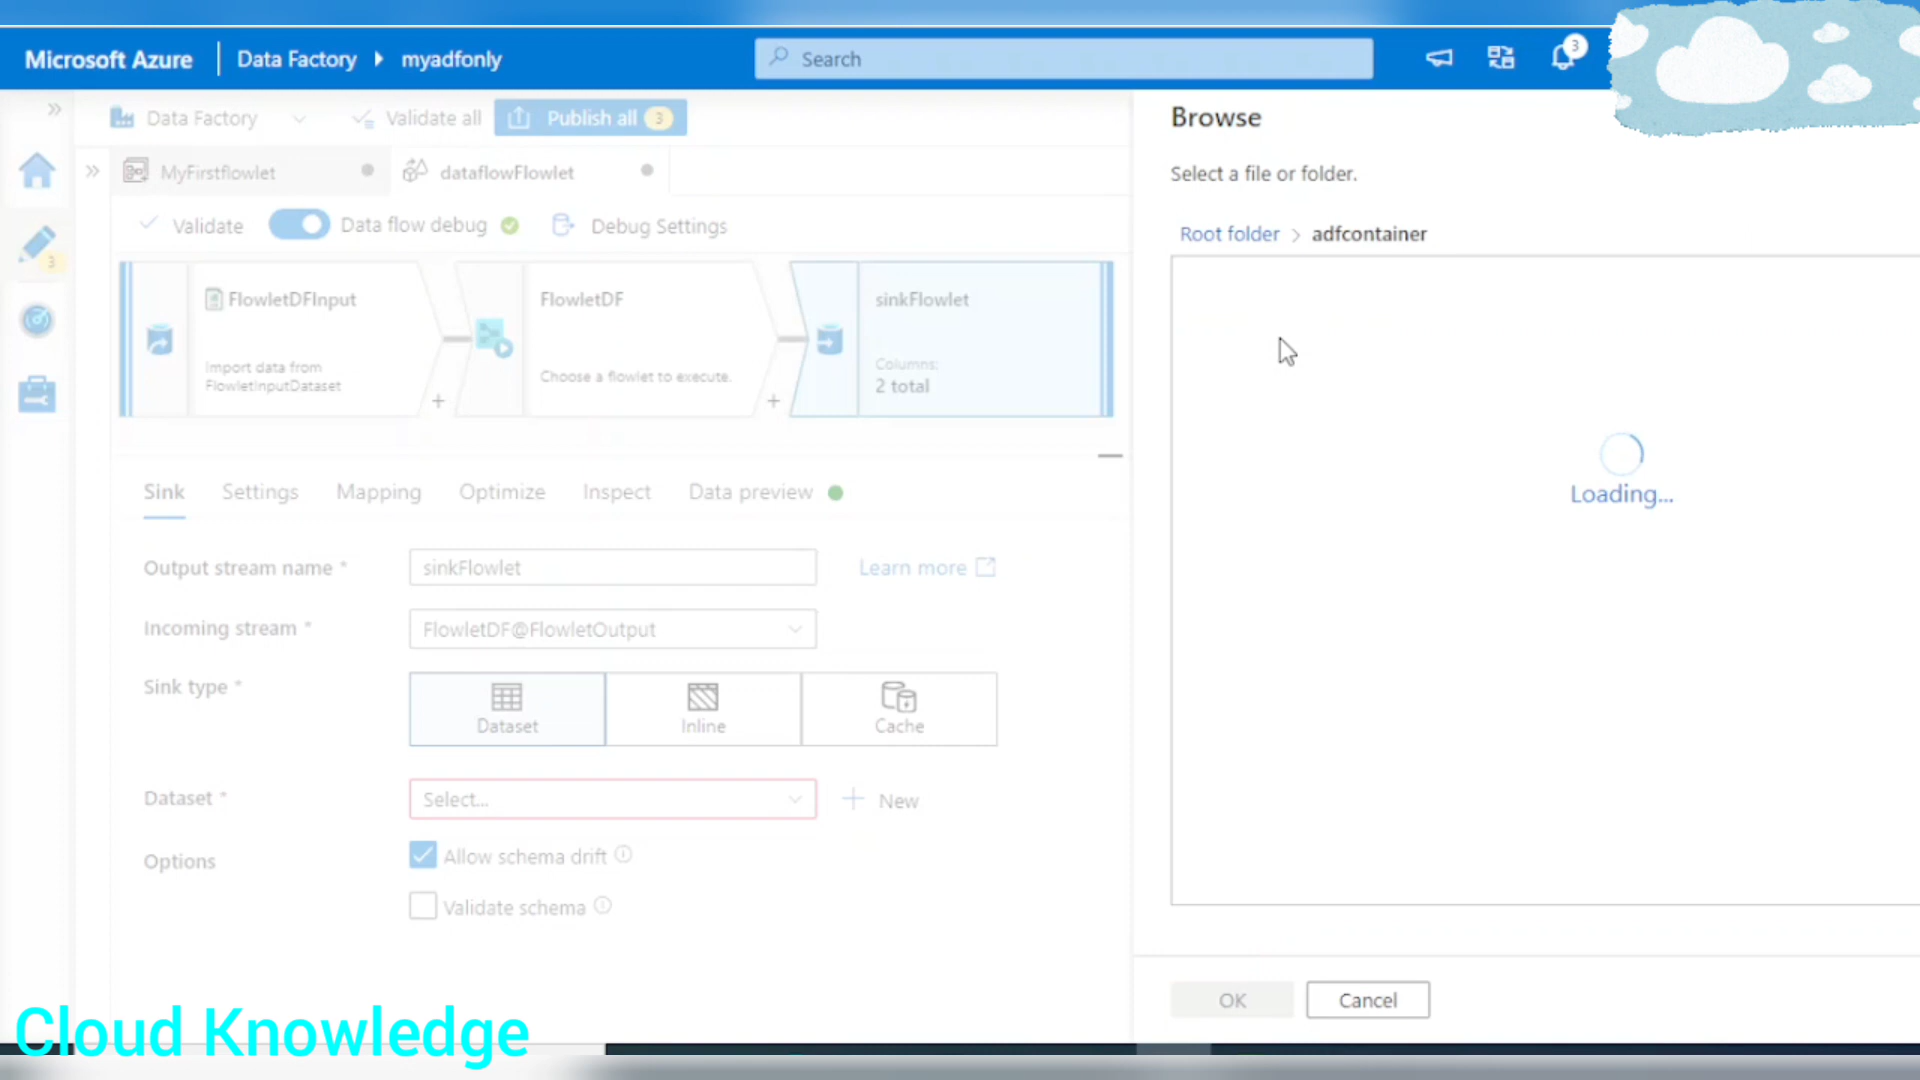 Microsoft Azure
Data Factory
myadfonly
Search
3
Data Factory
Validate all
Publish all
3
MyFirstflowlet
dataflowFlowlet
Validate
Data flow debug
Debug Settings
3
FlowletDFInput
Import data from
FlowletInputDataset
+
FlowletDF
Choose a flowlet to execute.
+
sinkFlowlet
Columns:
2 total
Sink
Settings
Mapping
Optimize
Inspect
Data preview
Output stream name *
sinkFlowlet
Learn more
Incoming stream *
FlowletDF@FlowletOutput
Sink type *
Dataset
Inline
Cache
Dataset *
Select...
New
Options
Allow schema drift
Validate schema
Browse
Select a file or folder.
Root folder > adfcontainer
Loading...
OK
Cancel
Cloud Knowledge